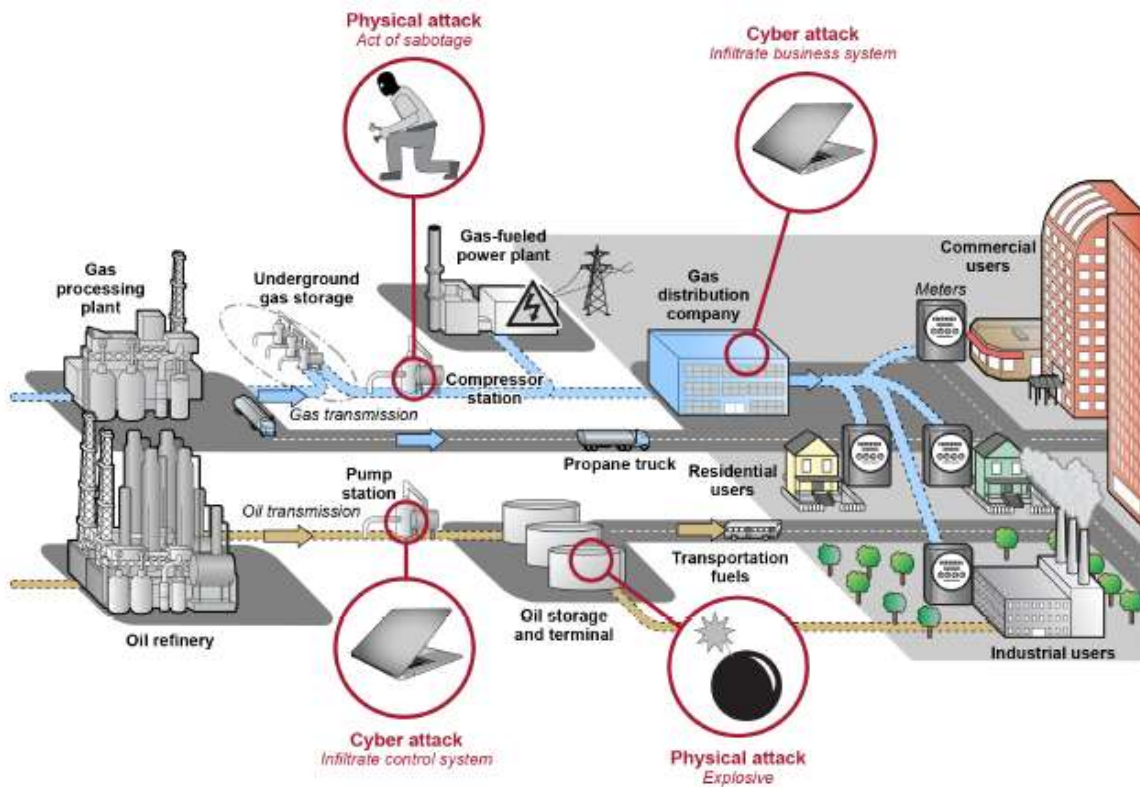 Physical attack
Act of sabotage
Cyber attack
Infiltrate business system
Gas
processing
plant
Underground
gas storage
Gas-fueled
power plant
Gas
distribution
company
Commercial
users
Meters
Compressor
station
Gas transmission
Propane truck
Residential
users
Pump
station
Oil transmission
Transportation
fuels
Oil refinery
Oil storage
and terminal
Industrial users
Cyber attack
Infiltrate control system
Physical attack
Explosive